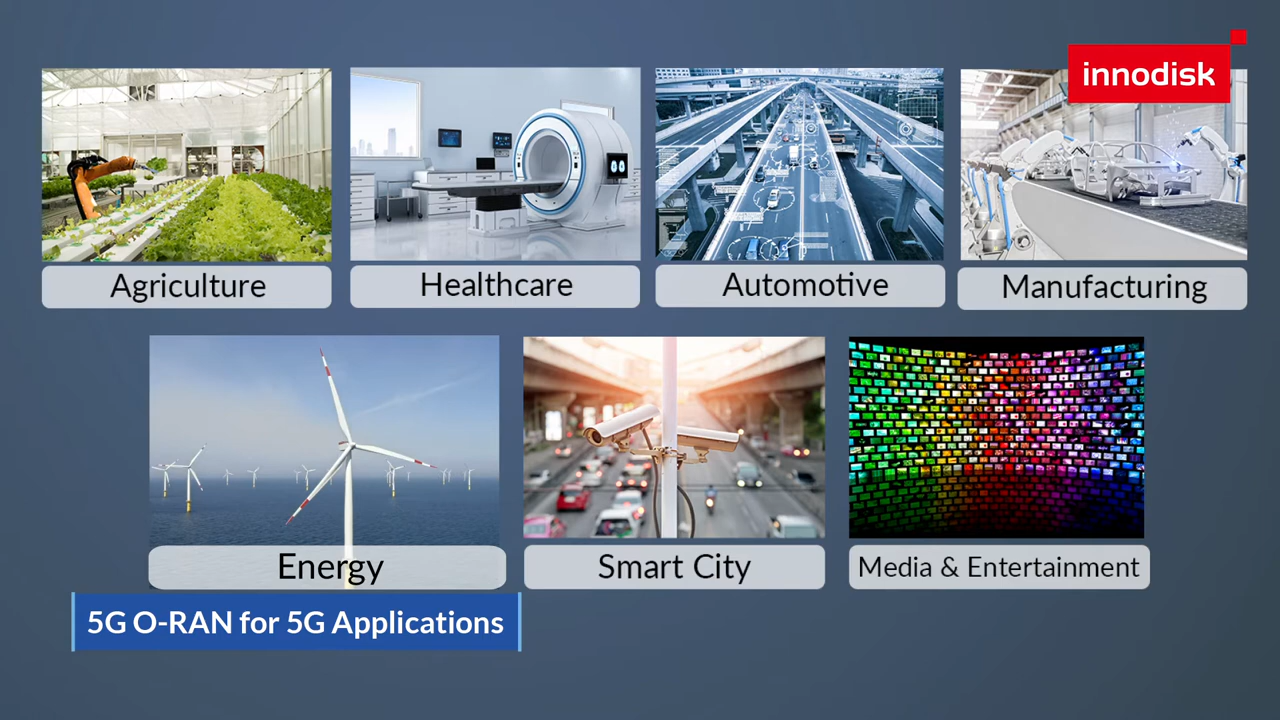 innodisk
Agriculture
Healthcare
Automotive
Manufacturing
Energy
Smart City
Media & Entertainment
5G O-RAN for 5G Applications